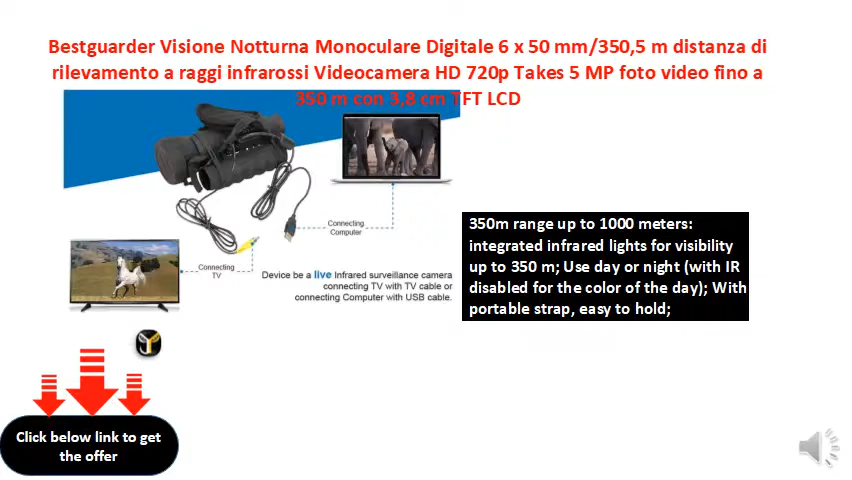 Bestguarder Visione Notturna Monoculare Digitale 6 x 50 mm/350,5 m distanza di
rilevamento a raggi infrarossi Videocamera HD 720p Takes 5 MP foto video fino a
350 m con 3,8 cm TFT LCD
Connecting
Computer
Connecting
TV
Device be a live Infrared surveillance camera
connecting TV with TV cable or
connecting Computer with USB cable.
350m range up to 1000 meters:
integrated infrared lights for visibility
up to 350 m; Use day or night (with IR
disabled for the color of the day); With
portable strap, easy to hold;
Click below link to get
the offer